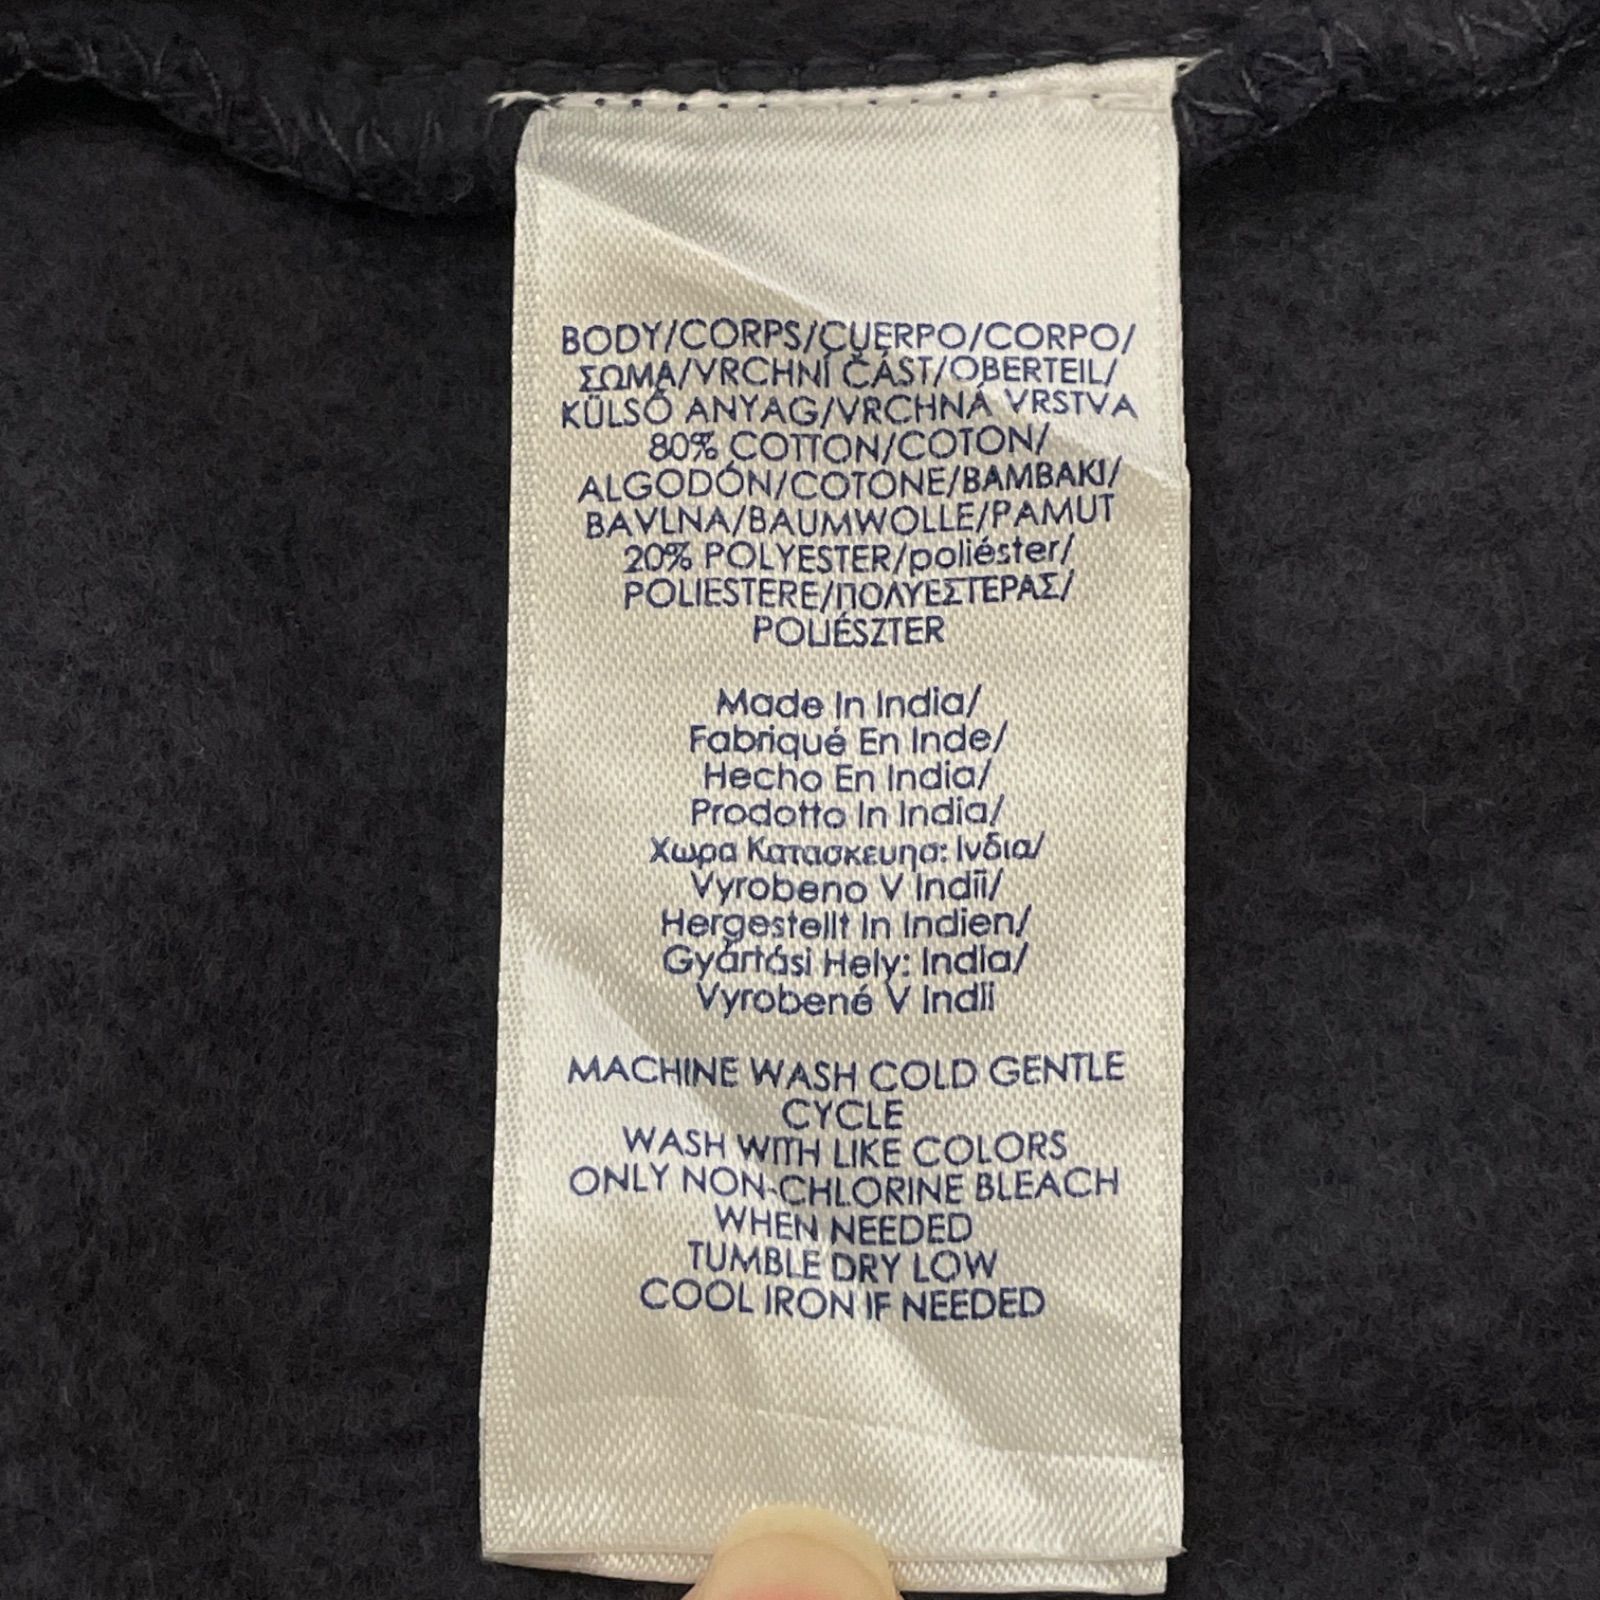 BODY/CORPS/CUERPO/CORPO/
ΣΩΜΑ/VRCHNÍ ČÁST/OBERTEIL/
KÜLSŐ ANYAG/VRCHNÁ VRSTVA
80% COTTON/COTON/
ALGODÓN/COTONE/BAMBAKI/
BAVLNA/BAUMWOLLE/PAMUT
20% POLYESTER/poliéster/
POLIESTERE/ΠΟΛΥΕΣΤΕΡΑΣ/
POLIÉSZTER
Made In India/
Fabriqué En Inde/
Hecho En India/
Prodotto In India/
Χωρα Κατασκευησ: Ινδια/
Vyrobeno V Indii/
Hergestellt In Indien/
Gyártási Hely: India/
Vyrobené V Indii
MACHINE WASH COLD GENTLE
CYCLE
WASH WITH LIKE COLORS
ONLY NON-CHLORINE BLEACH
WHEN NEEDED
TUMBLE DRY LOW
COOL IRON IF NEEDED